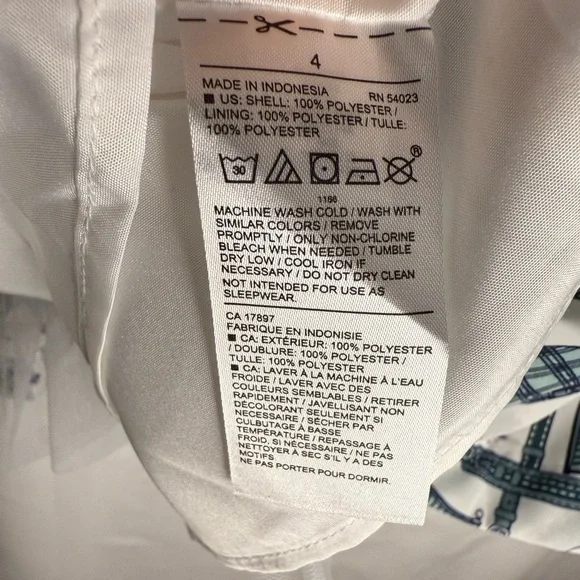 4
MADE IN INDONESIA RN 54023
■ US: SHELL: 100% POLYESTER /
LINING: 100% POLYESTER / TULLE:
100% POLYESTER
30
®
1166
MACHINE WASH COLD / WASH WITH
SIMILAR COLORS / REMOVE
PROMPTLY / ONLY NON-CHLORINE
BLEACH WHEN NEEDED / TUMBLE
DRY LOW / COOL IRON IF
NECESSARY / DO NOT DRY CLEAN
NOT INTENDED FOR USE AS
SLEEPWEAR.
CA 17897
FABRIQUE EN INDONISIE
■ CA: EXTÉRIEUR: 100% POLYESTER
/ DOUBLURE: 100% POLYESTER /
TULLE: 100% POLYESTER
■ CA: LAVER À LA MACHINE À L'EAU
FROIDE / LAVER AVEC DES
COULEURS SEMBLABLES / RETIRER
RAPIDEMENT / JAVELLISANT NON
DÉCOLORANT SEULEMENT SI
NÉCESSAIRE / SÉCHER PAR
CULBUTAGE À BASSE
TEMPÉRATURE / REPASSAGE À
FROID, SI NÉCESSAIRE / NE PAS
NETTOYER À SEC S'IL Y A DES
MOTIFS
NE PAS PORTER POUR DORMIR.